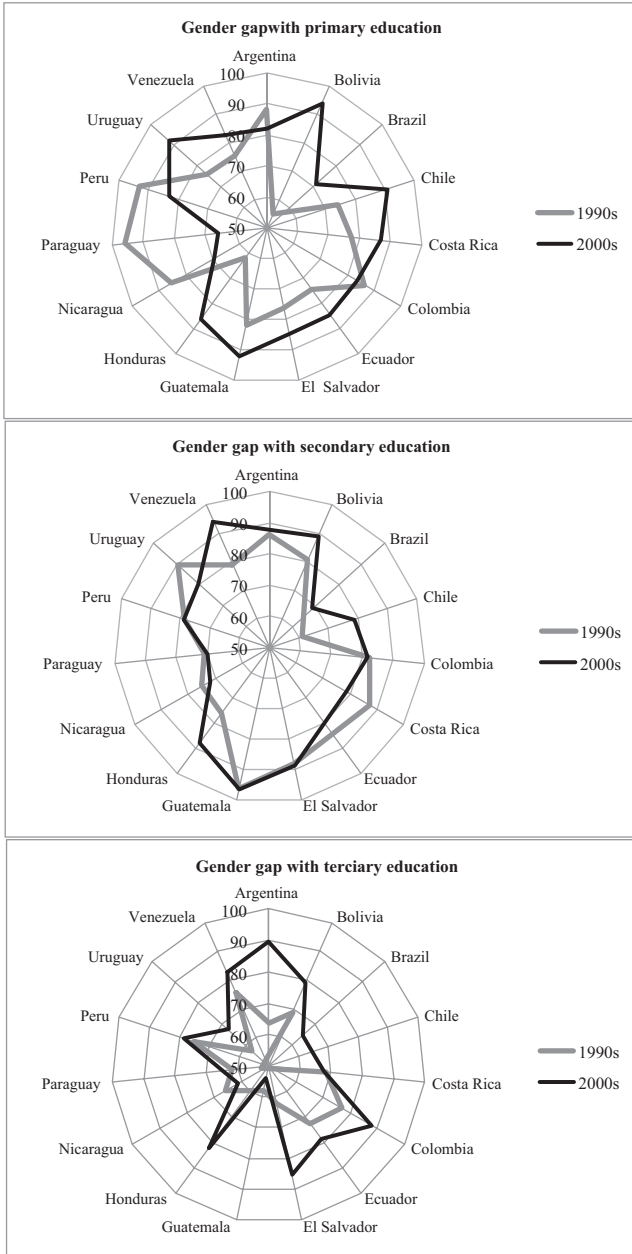 Gender gapwith primary education
Argentina
Venezuela
100
Bolivia
Uruguay
90
Brazil
80
Peru
70
Chile
60
Paraguay
50
Costa Rica
Nicaragua
Colombia
Honduras
Ecuador
Guatemala
El Salvador
1990s
2000s
Gender gap with secondary education
Argentina
Venezuela
100
Bolivia
Uruguay
90
Brazil
80
Peru
70
Chile
60
Paraguay
50
Colombia
Nicaragua
Costa Rica
Honduras
Ecuador
Guatemala
El Salvador
1990s
2000s
Gender gap with terciary education
Argentina
Venezuela
100
Bolivia
Uruguay
90
Brazil
80
Peru
70
Chile
60
Paraguay
50
Costa Rica
Nicaragua
Colombia
Honduras
Ecuador
Guatemala
El Salvador
1990s
2000s